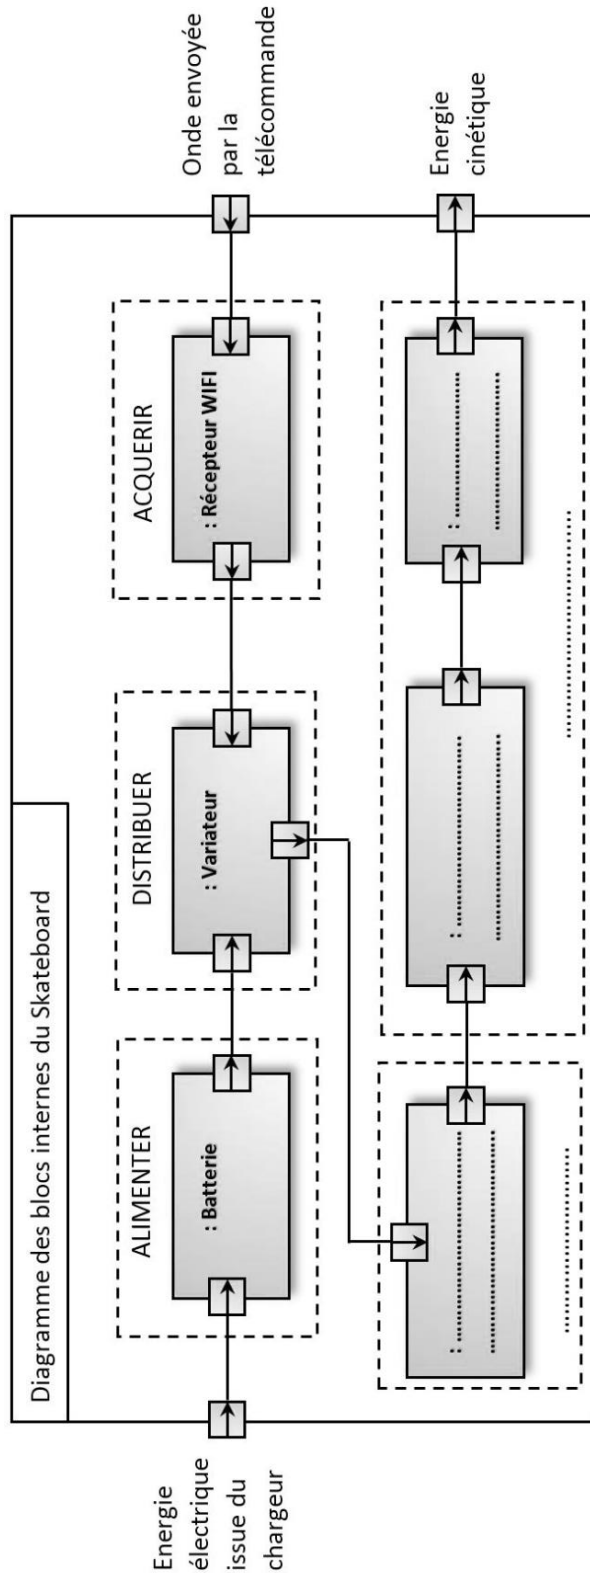 Diagramme des blocs internes du Skateboard
Energie
électrique
issue du
chargeur
ALIMENTER
: Batterie
DISTRIBUER
: Variateur
ACQUERIR
: Récepteur WIFI
Onde envoyée
par la
télécommande
: ........................................
........................................
........................................
: ........................................
........................................
: ........................................
........................................
........................................
Energie
cinétique